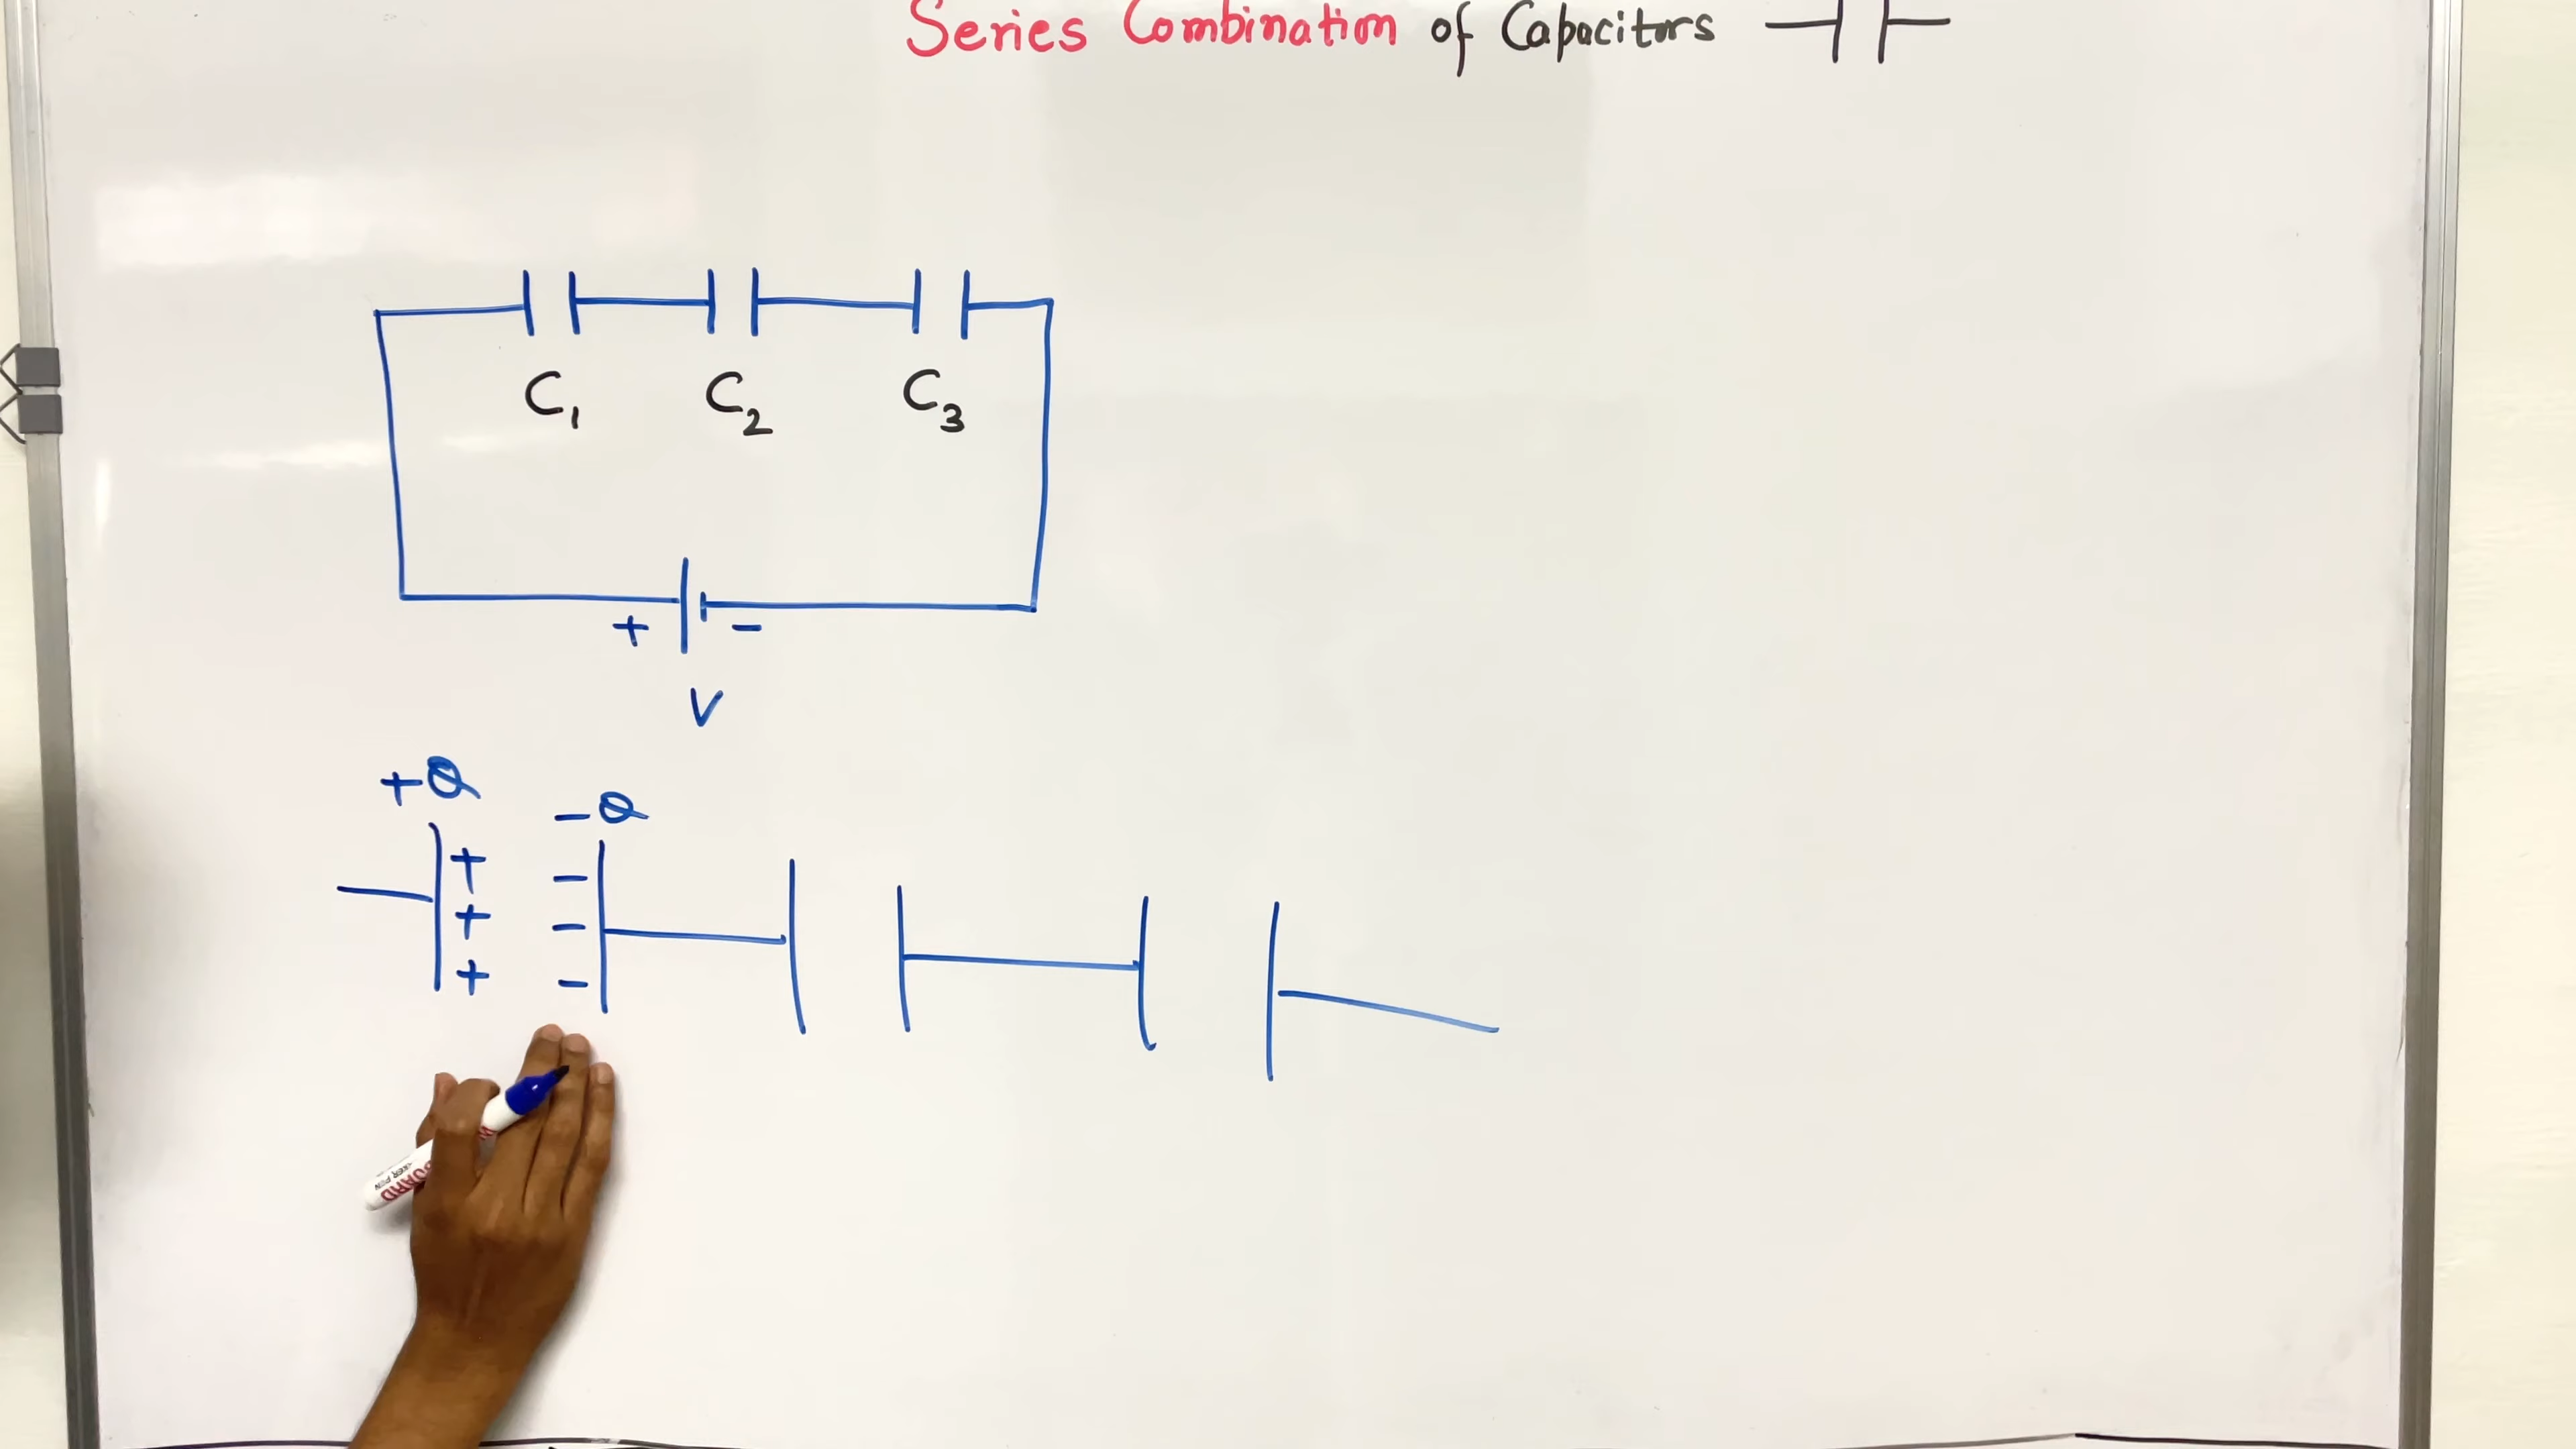 Series Combination of Capacitors
C₁ C₂ C₃
+ −
V
+Q −Q
+ −
+ −
+ −